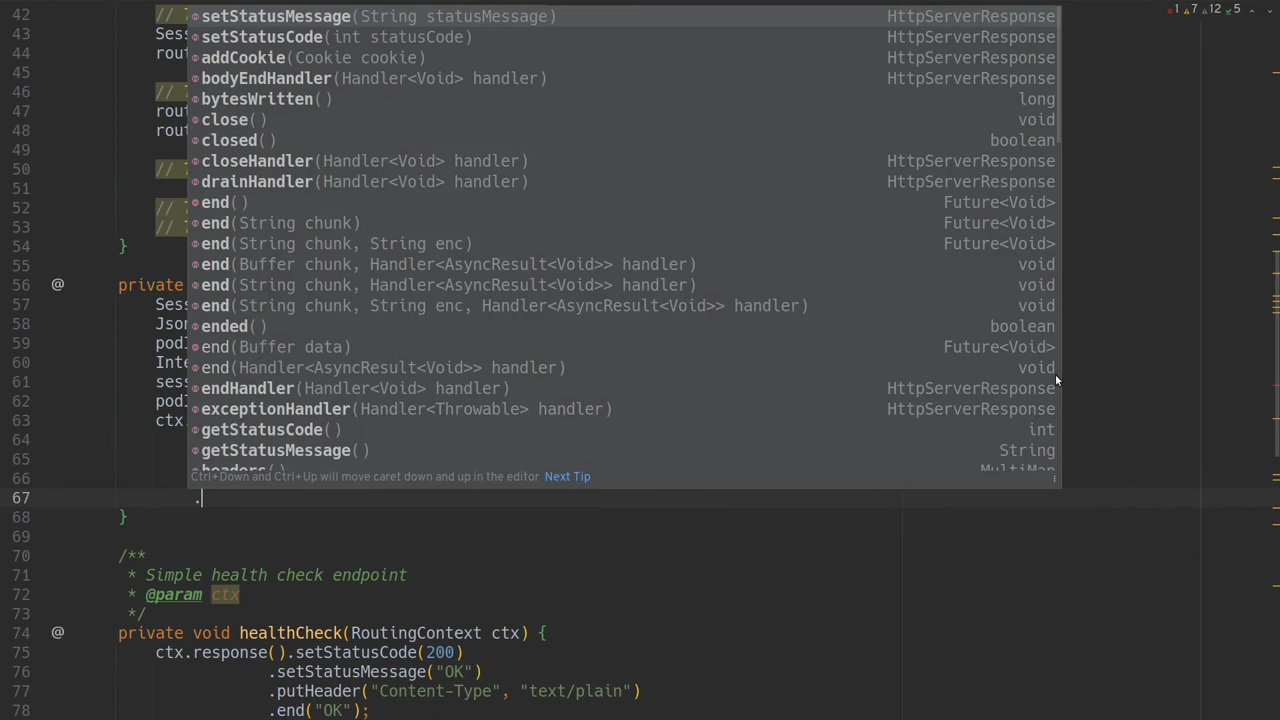 42 // setStatusMessage(String statusMessage) HttpServerResponse 1 7 12 5
43 Ses setStatusCode(int statusCode) HttpServerResponse
44 rou addCookie(Cookie cookie) HttpServerResponse
45 bodyEndHandler(Handler<Void> handler) HttpServerResponse
46 // bytesWritten() long
47 rou close() void
48 rou closed() boolean
49 closeHandler(Handler<Void> handler) HttpServerResponse
50 // drainHandler(Handler<Void> handler) HttpServerResponse
51 end() Future<Void>
52 // end(String chunk) Future<Void>
53 // end(String chunk, String enc) Future<Void>
54 }
55 end(Buffer chunk, Handler<AsyncResult<Void>> handler) void
56 @ private end(String chunk, Handler<AsyncResult<Void>> handler) void
57 Ses end(String chunk, String enc, Handler<AsyncResult<Void>> handler) void
58 Json ended() boolean
59 podI end(Buffer data) Future<Void>
60 Inte end(Handler<AsyncResult<Void>> handler) void
61 sess endHandler(Handler<Void> handler) HttpServerResponse
62 podI exceptionHandler(Handler<Throwable> handler) HttpServerResponse
63 ctx. getStatusCode() int
64 getStatusMessage() String
65 headers() MultiMap
66 Ctrl+Down and Ctrl+Up will move caret down and up in the editor Next Tip
67 .
68 }
69
70 /**
71 * Simple health check endpoint
72 * @param ctx
73 */
74 @ private void healthCheck(RoutingContext ctx) {
75 ctx.response().setStatusCode(200)
76 .setStatusMessage("OK")
77 .putHeader("Content-Type", "text/plain")
78 .end("OK");